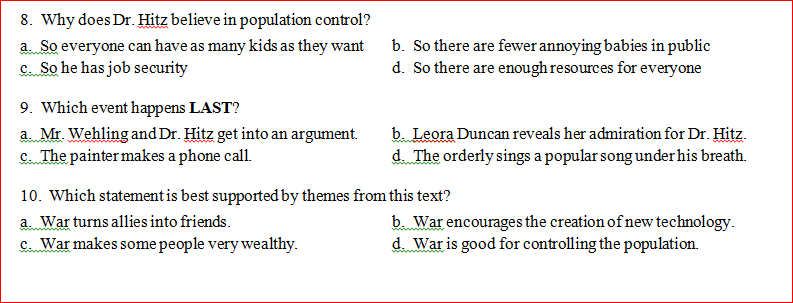 8. Why does Dr. Hitz believe in population control?
a. So everyone can have as many kids as they want b. So there are fewer annoying babies in public
c. So he has job security d. So there are enough resources for everyone
9. Which event happens LAST?
a. Mr. Wehling and Dr. Hitz get into an argument. b. Leora Duncan reveals her admiration for Dr. Hitz.
c. The painter makes a phone call. d. The orderly sings a popular song under his breath.
10. Which statement is best supported by themes from this text?
a. War turns allies into friends. b. War encourages the creation of new technology.
c. War makes some people very wealthy. d. War is good for controlling the population.